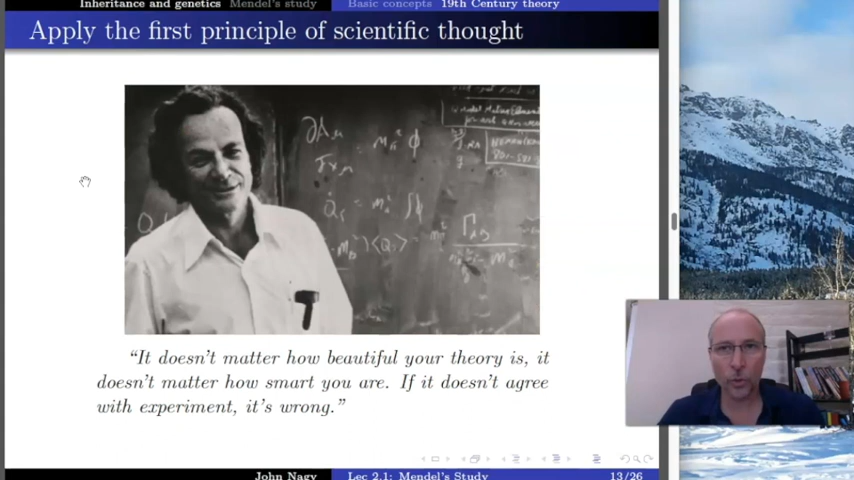 Inheritance and genetics Mendel's study Basic concepts 19th Century theory
Apply the first principle of scientific thought
"It doesn't matter how beautiful your theory is, it
doesn't matter how smart you are. If it doesn't agree
with experiment, it's wrong."
John Nagy Lec 2.1: Mendel's Study 13/26